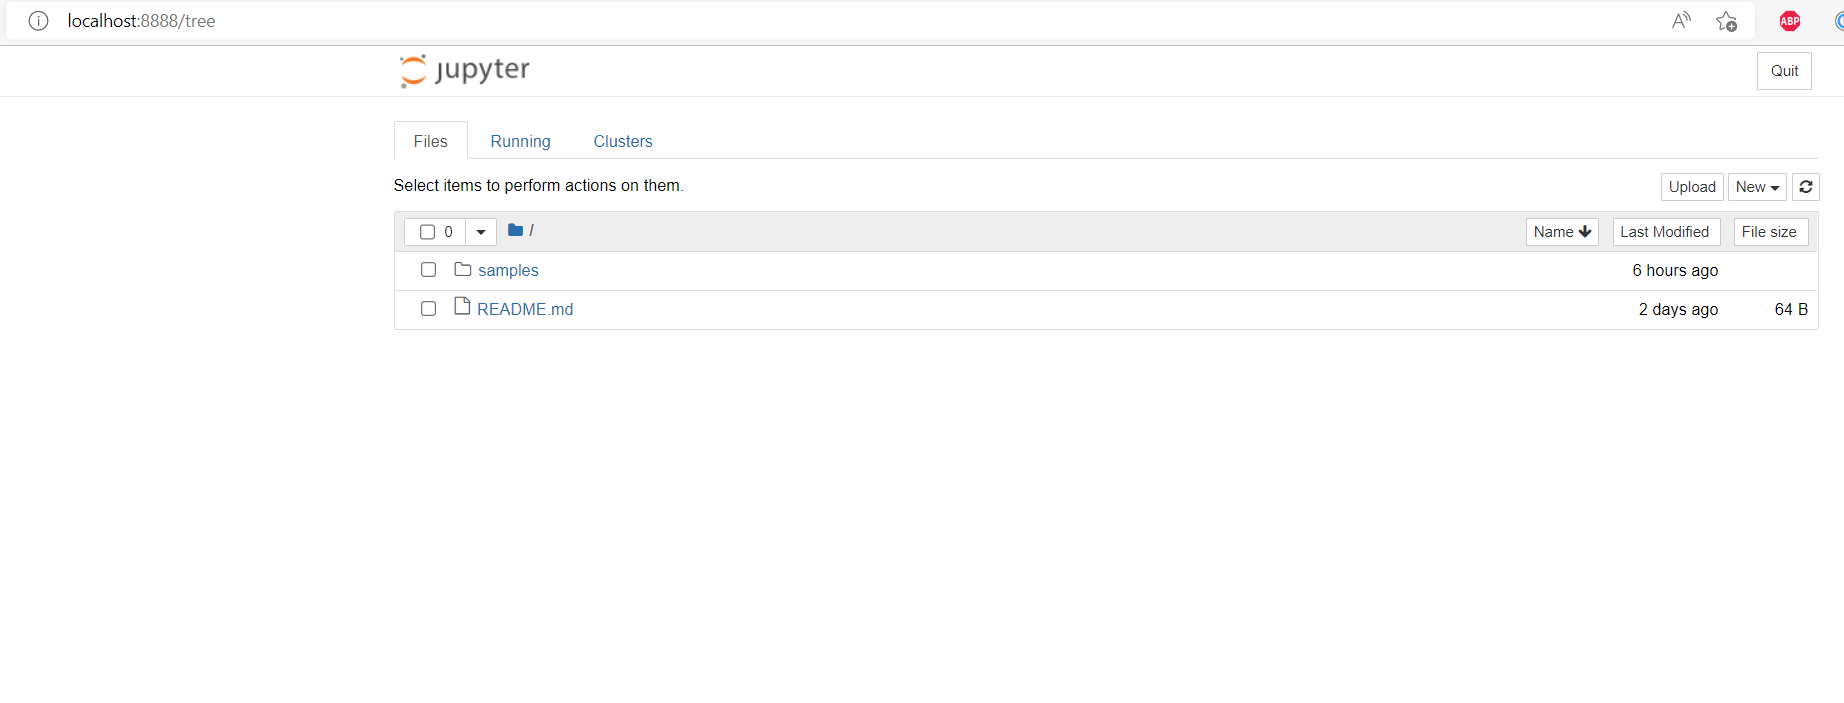 localhost:8888/tree
ABP
jupyter
Quit
Files Running Clusters
Select items to perform actions on them.
Upload New
0 /
Name Last Modified File size
samples 6 hours ago
README.md 2 days ago 64 B